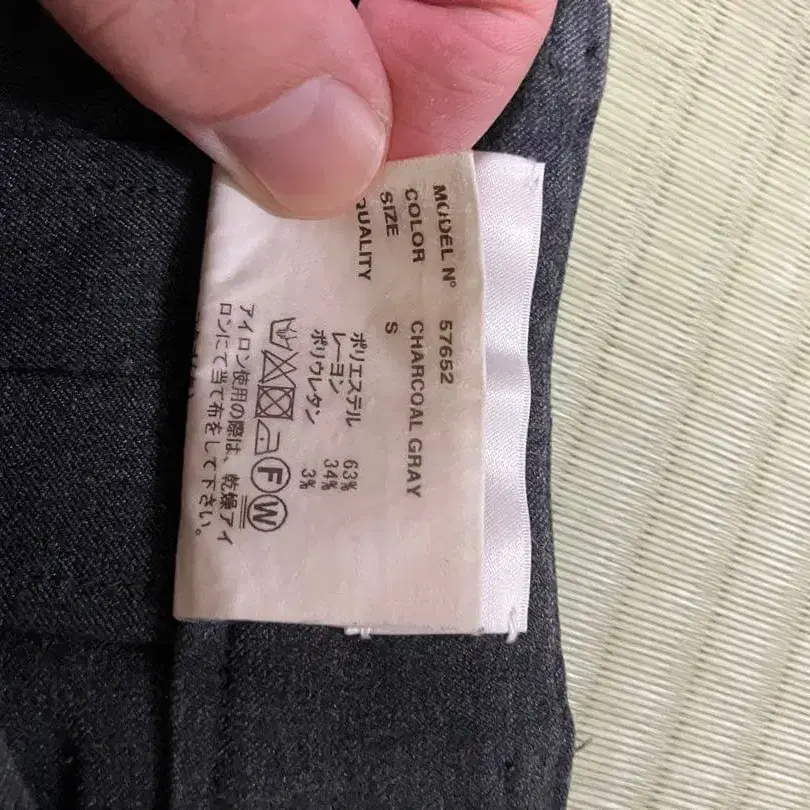 MODEL N° 57652
COLOR CHARCOAL GRAY
SIZE S
QUALITY
ポリエステル 63%
レーヨン 34%
ポリウレタン 3%
F W
アイロン使用の際は、乾燥アイ
ロンにて当て布をして下さい。